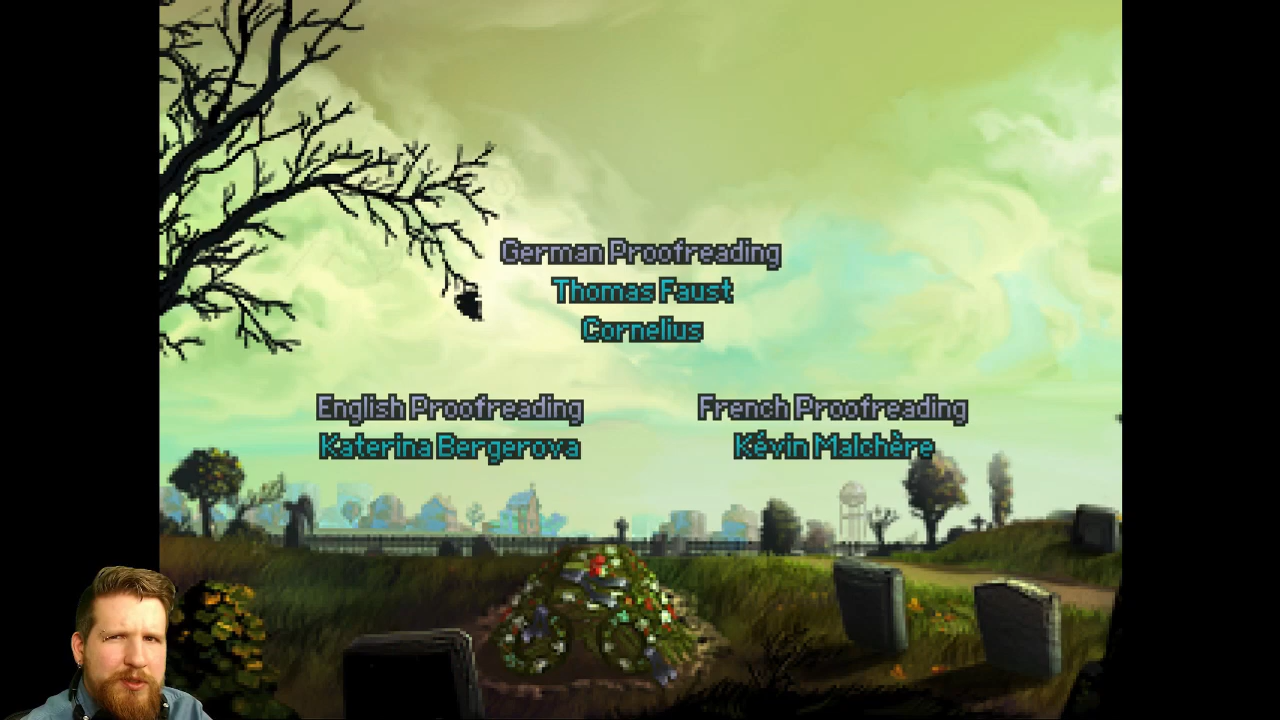 German Proofreading
Thomas Faust
Cornelius
English Proofreading
Katerina Bergerova
French Proofreading
Kévin Malchère